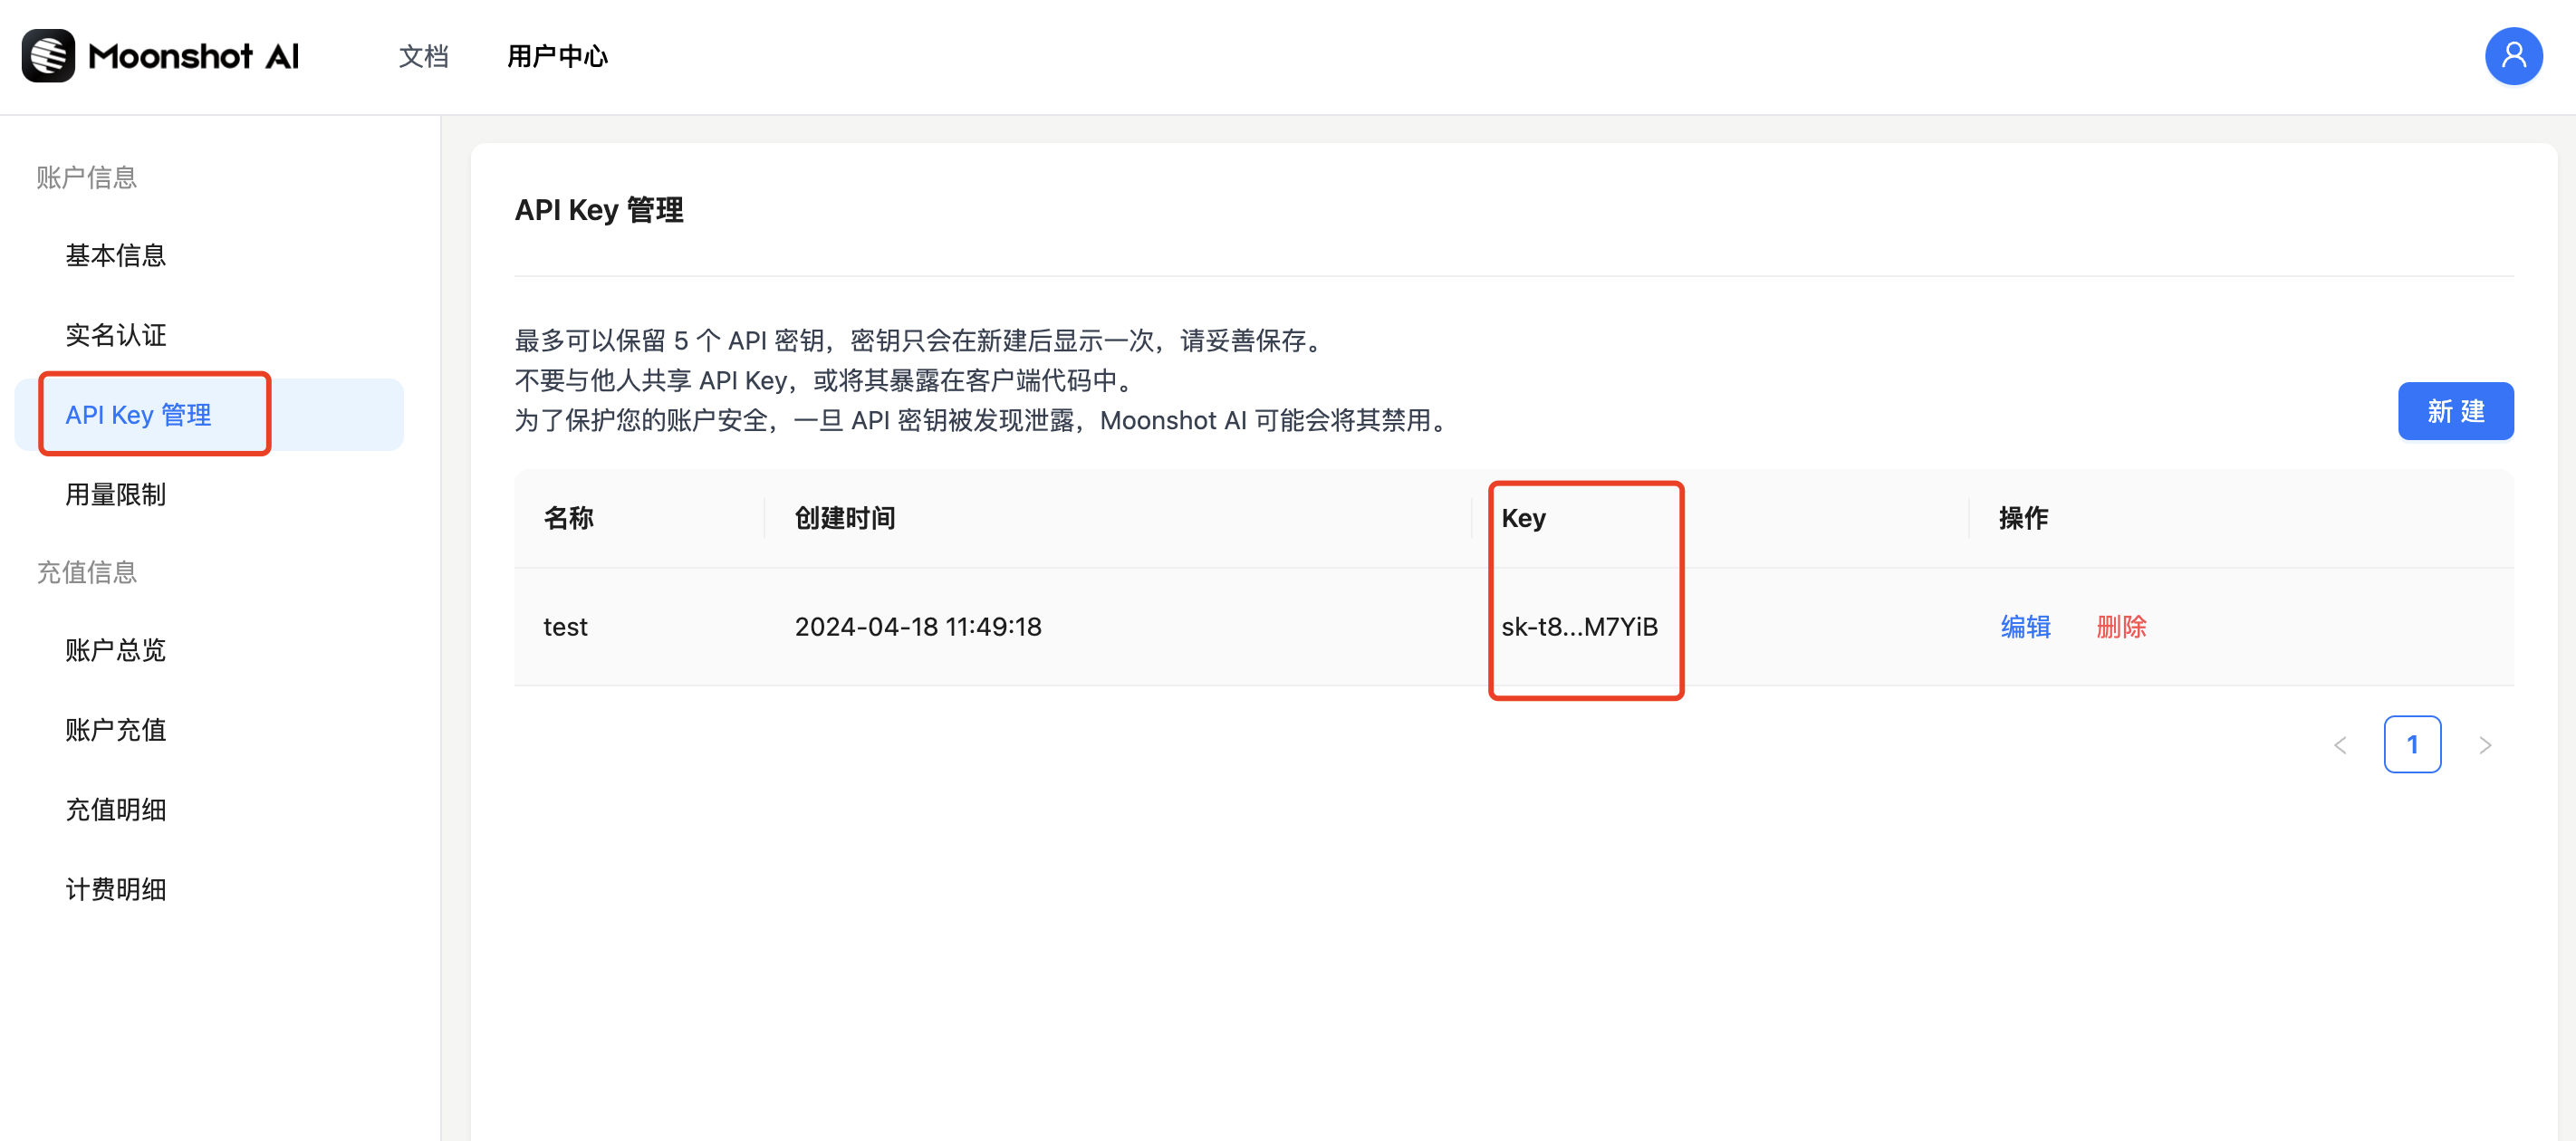 Moonshot AI 文档 用户中心
账户信息
基本信息
实名认证
API Key 管理
用量限制
充值信息
账户总览
账户充值
充值明细
计费明细
API Key 管理
最多可以保留 5 个 API 密钥，密钥只会在新建后显示一次，请妥善保存。
不要与他人共享 API Key，或将其暴露在客户端代码中。
为了保护您的账户安全，一旦 API 密钥被发现泄露，Moonshot AI 可能会将其禁用。
新 建
名称 创建时间 Key 操作
test 2024-04-18 11:49:18 sk-t8...M7YiB 编辑 删除
< 1 >